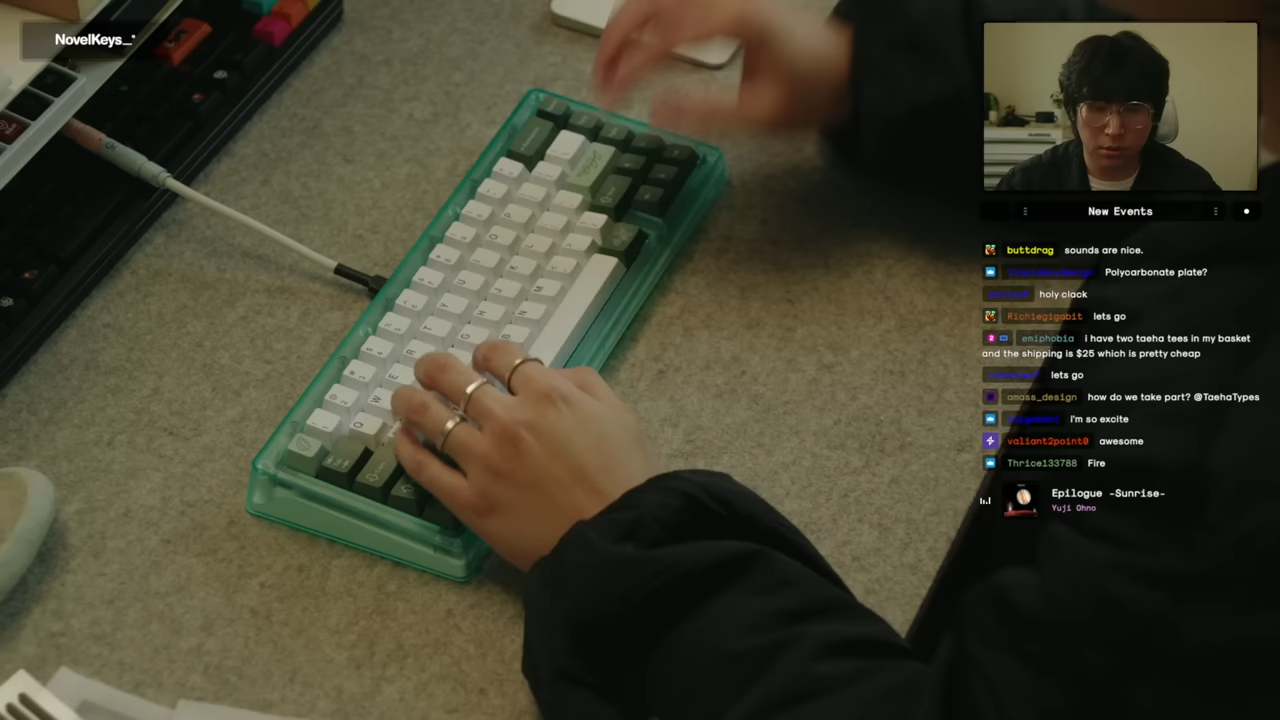 NovelKeys_*
New Events
buttdrag sounds are nice.
Polycarbonate plate?
holy clack
Richiegigabit lets go
emiphobia i have two taeha tees in my basket
and the shipping is $25 which is pretty cheap
lets go
amass_design how do we take part? @TaehaTypes
i'm so excite
valiant2point0 awesome
Thrice133788 Fire
Epilogue -Sunrise-
Yuji Ohno